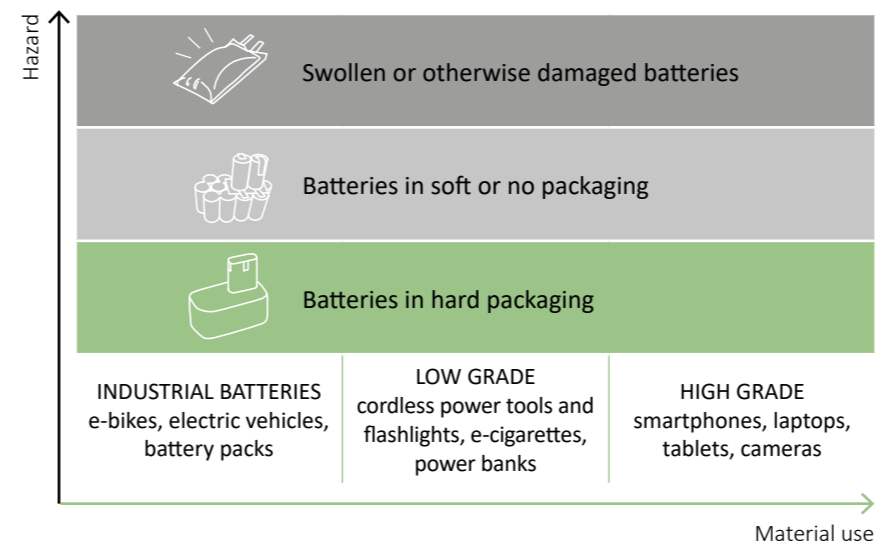 Hazard
Swollen or otherwise damaged batteries
Batteries in soft or no packaging
Batteries in hard packaging
INDUSTRIAL BATTERIES
e-bikes, electric vehicles,
battery packs
LOW GRADE
cordless power tools and
flashlights, e-cigarettes,
power banks
HIGH GRADE
smartphones, laptops,
tablets, cameras
Material use